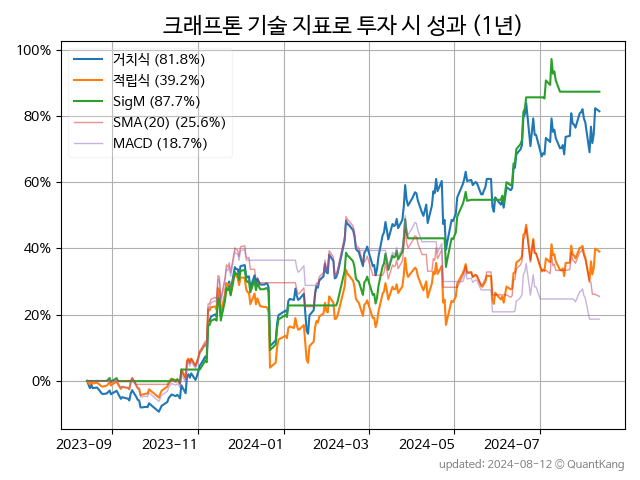 크래프톤 기술 지표로 투자 시 성과 (1년)
100%
80%
60%
40%
20%
0%
거치식 (81.8%)
적립식 (39.2%)
SigM (87.7%)
SMA(20) (25.6%)
MACD (18.7%)
2023-09 2023-11 2024-01 2024-03 2024-05 2024-07
updated: 2024-08-12 © QuantKang